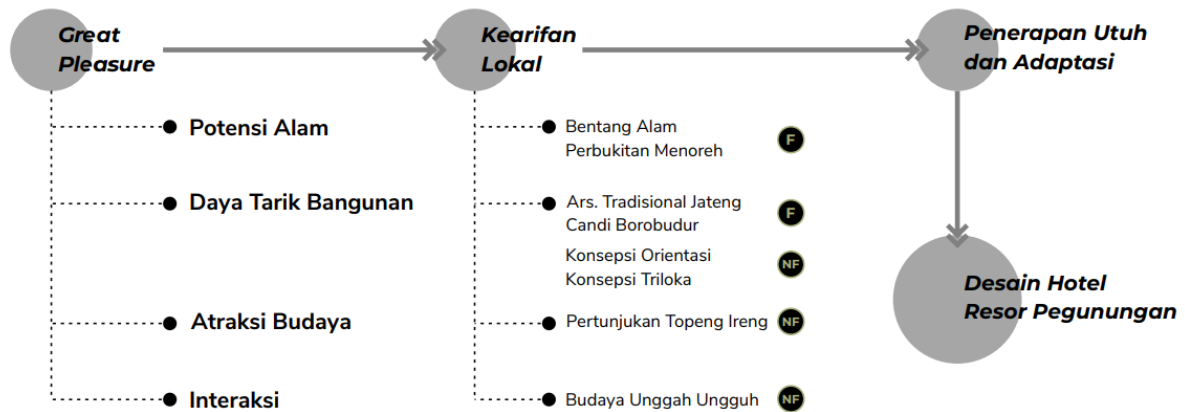 Great
Pleasure
Kearifan
Lokal
Penerapan Utuh
dan Adaptasi
Potensi Alam
Daya Tarik Bangunan
Atraksi Budaya
Interaksi
Bentang Alam
Perbukitan Menoreh
F
Ars. Tradisional Jateng
Candi Borobudur
F
Konsepsi Orientasi
Konsepsi Triloka
NF
Pertunjukan Topeng Ireng
NF
Budaya Unggah Ungguh
NF
Desain Hotel
Resor Pegunungan